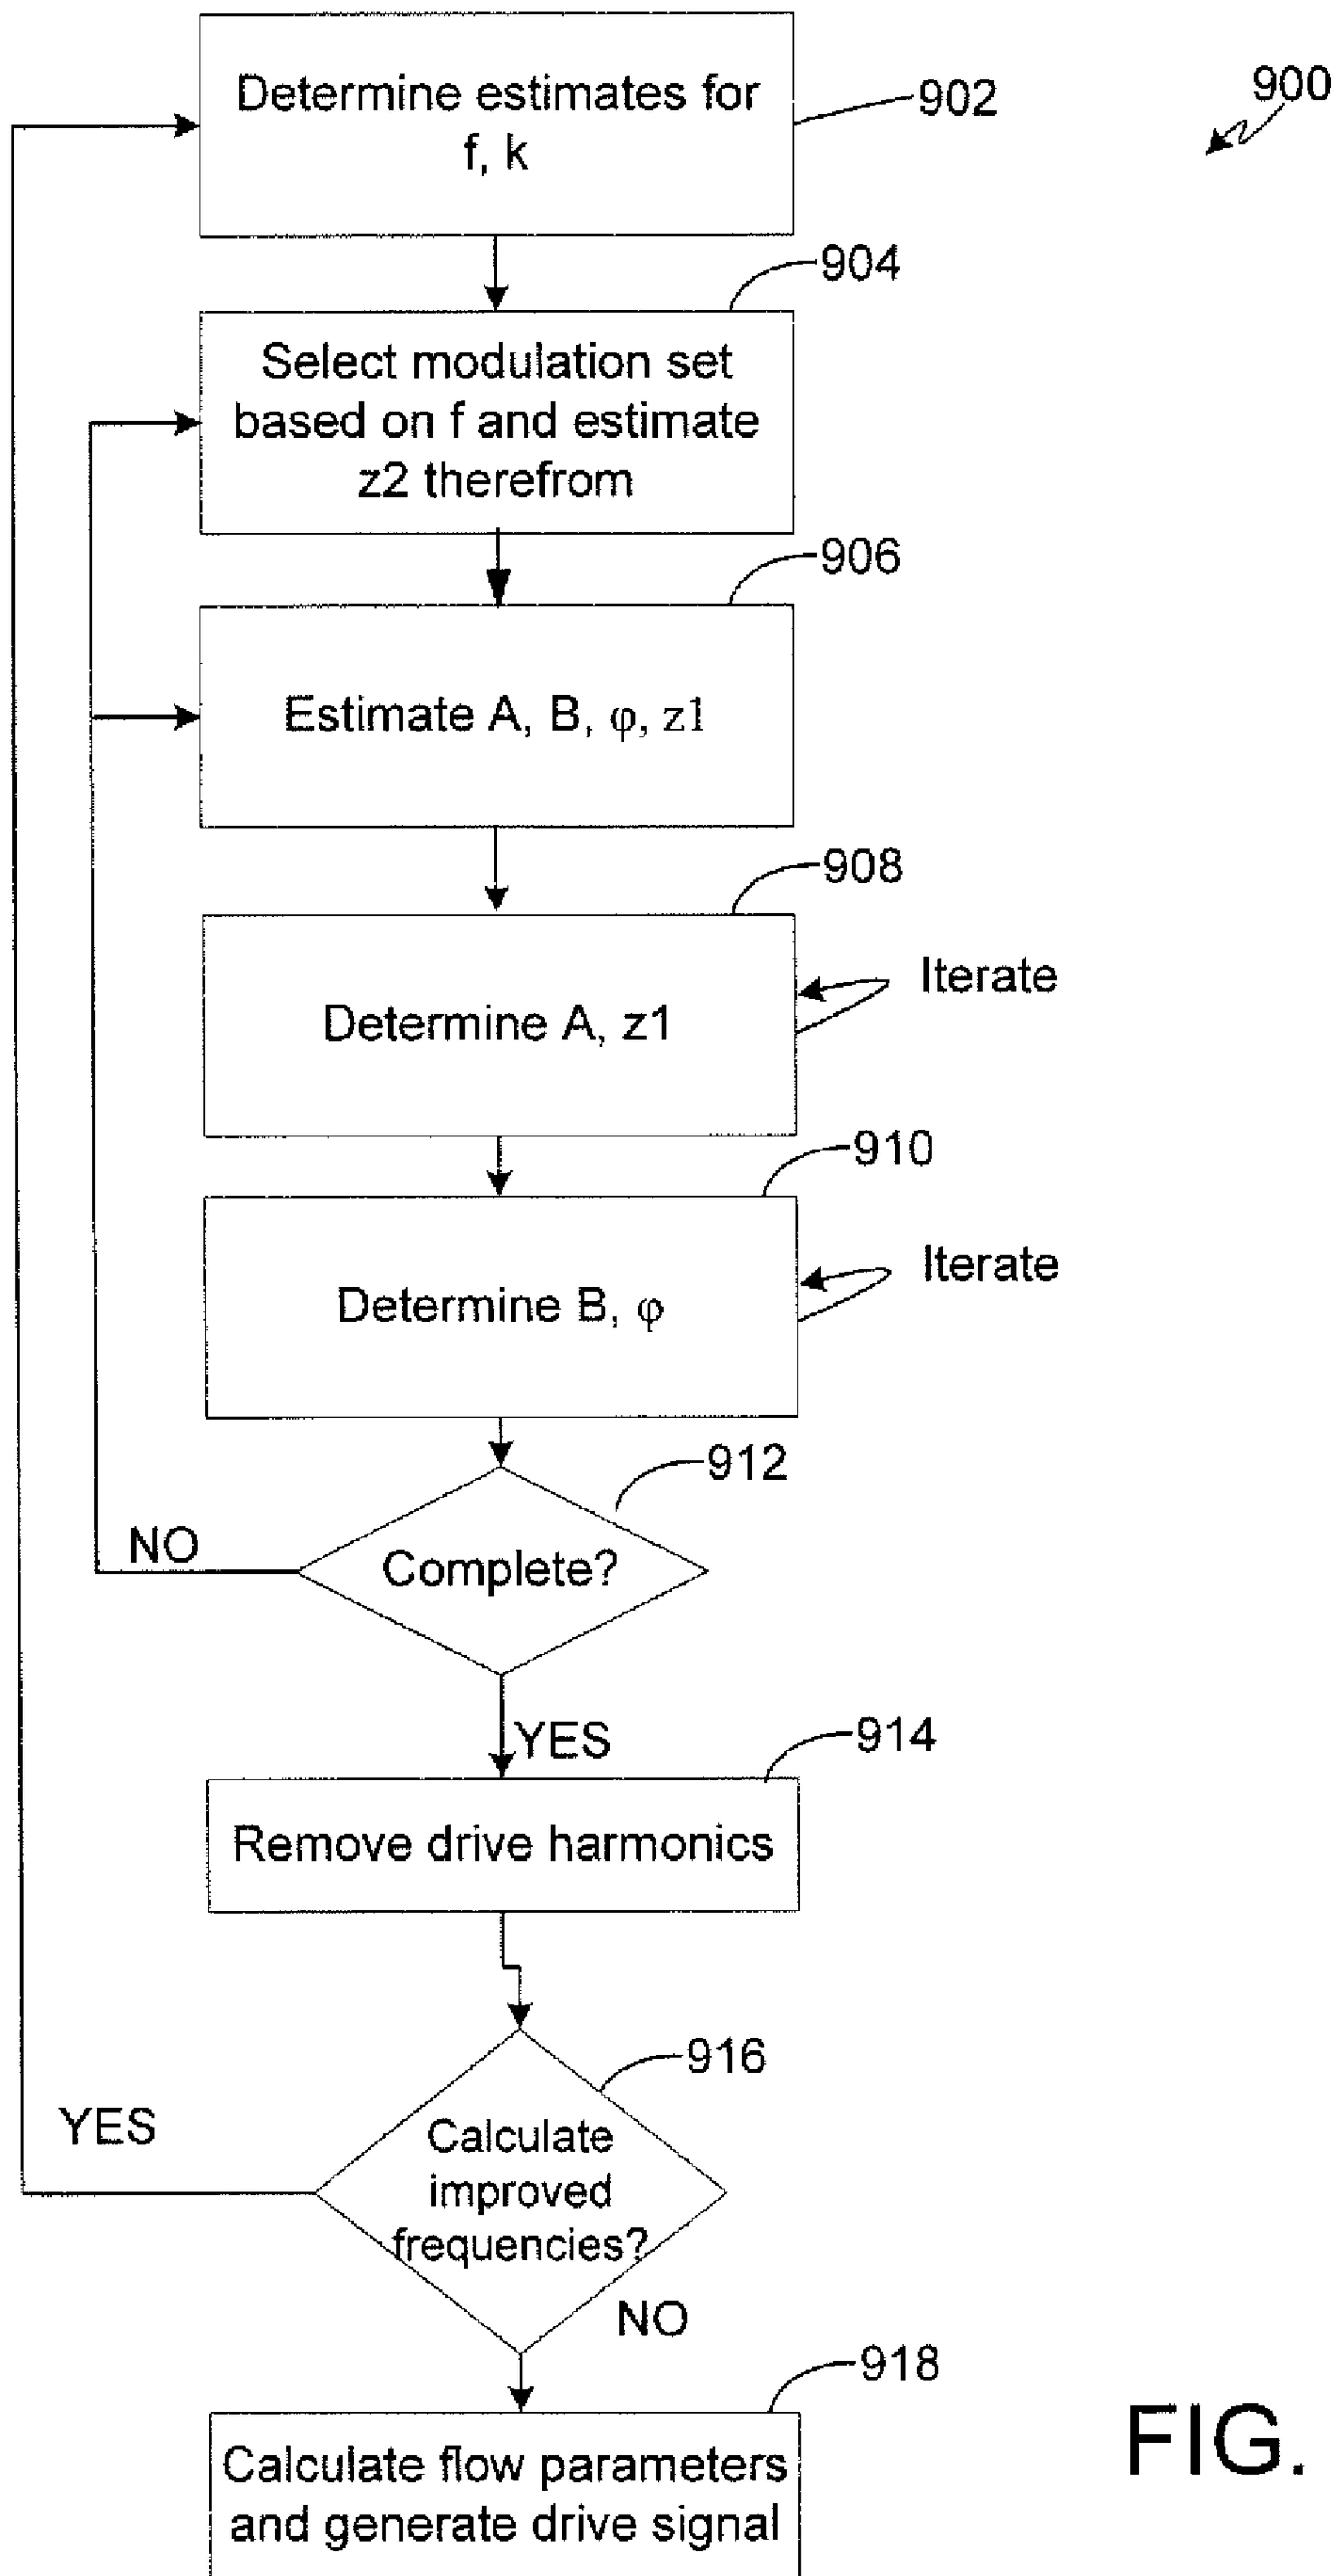 900
Determine estimates for
f, k
902
904
Select modulation set
based on f and estimate
z2 therefrom
906
Estimate A, B, φ, z1
908
Iterate
Determine A, z1
910
Iterate
Determine B, φ
912
Complete?
NO
YES
914
Remove drive harmonics
916
Calculate
improved
frequencies?
YES
NO
918
Calculate flow parameters
and generate drive signal
FIG.